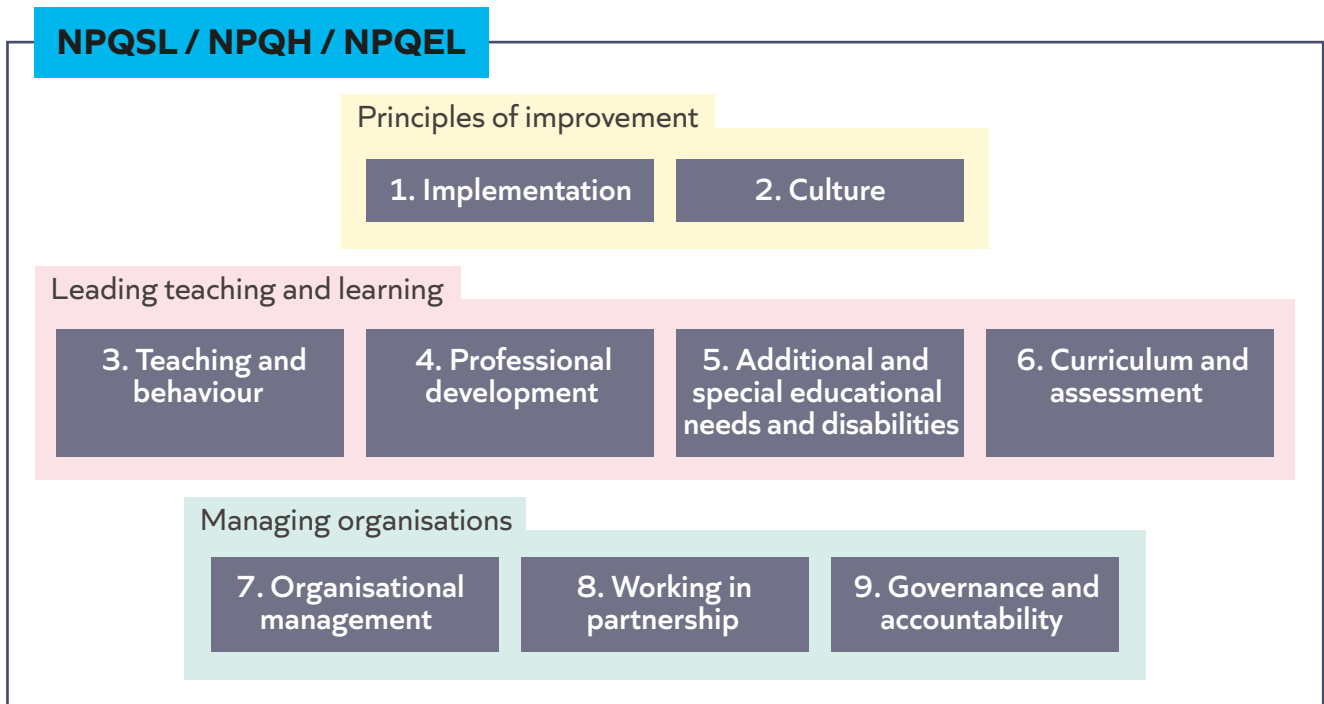 NPQSL / NPQH / NPQEL
Principles of improvement
1. Implementation
2. Culture
Leading teaching and learning
3. Teaching and
behaviour
4. Professional
development
5. Additional and
special educational
needs and disabilities
6. Curriculum and
assessment
Managing organisations
7. Organisational
management
8. Working in
partnership
9. Governance and
accountability